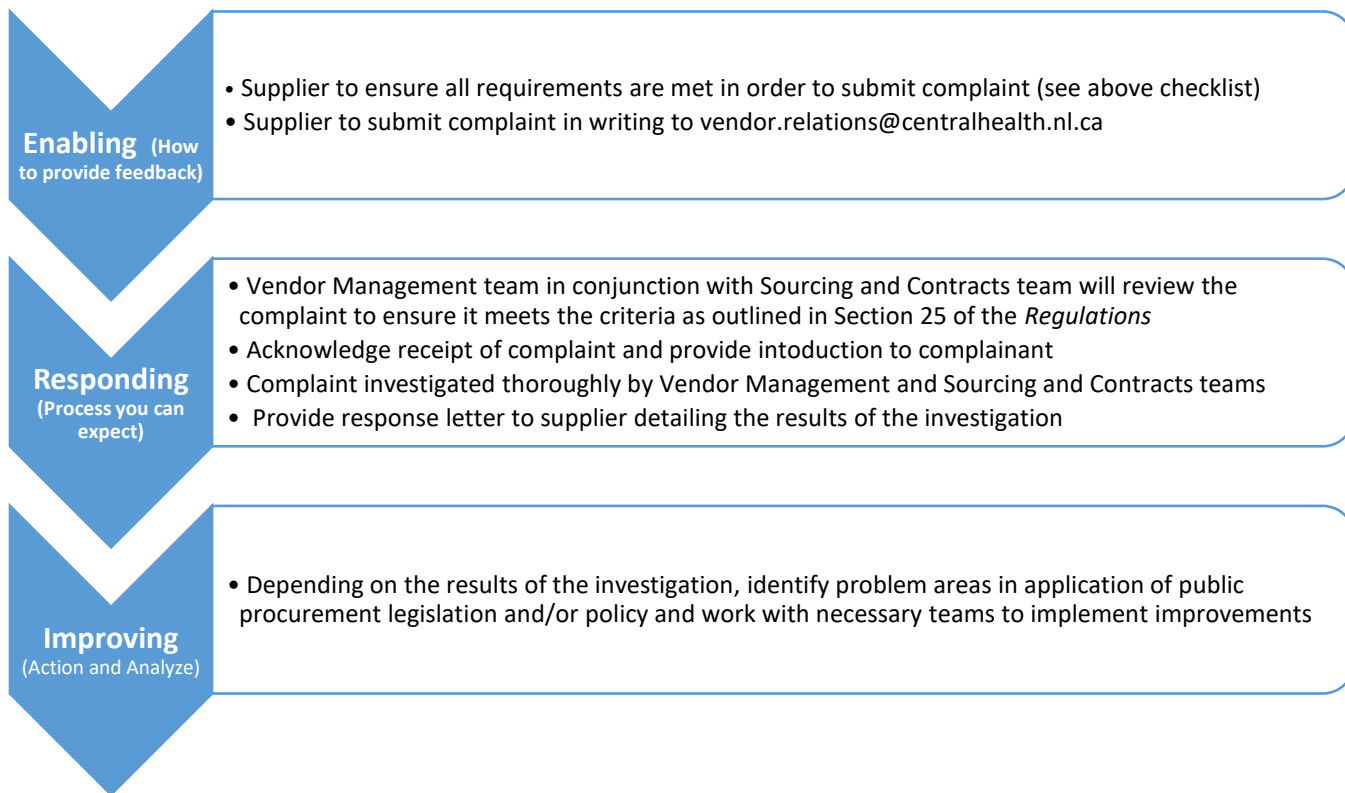 Enabling (How
to provide feedback)
• Supplier to ensure all requirements are met in order to submit complaint (see above checklist)
• Supplier to submit complaint in writing to vendor.relations@centralhealth.nl.ca
Responding
(Process you can
expect)
• Vendor Management team in conjunction with Sourcing and Contracts team will review the
complaint to ensure it meets the criteria as outlined in Section 25 of the Regulations
• Acknowledge receipt of complaint and provide intoduction to complainant
• Complaint investigated thoroughly by Vendor Management and Sourcing and Contracts teams
• Provide response letter to supplier detailing the results of the investigation
Improving
(Action and Analyze)
• Depending on the results of the investigation, identify problem areas in application of public
procurement legislation and/or policy and work with necessary teams to implement improvements